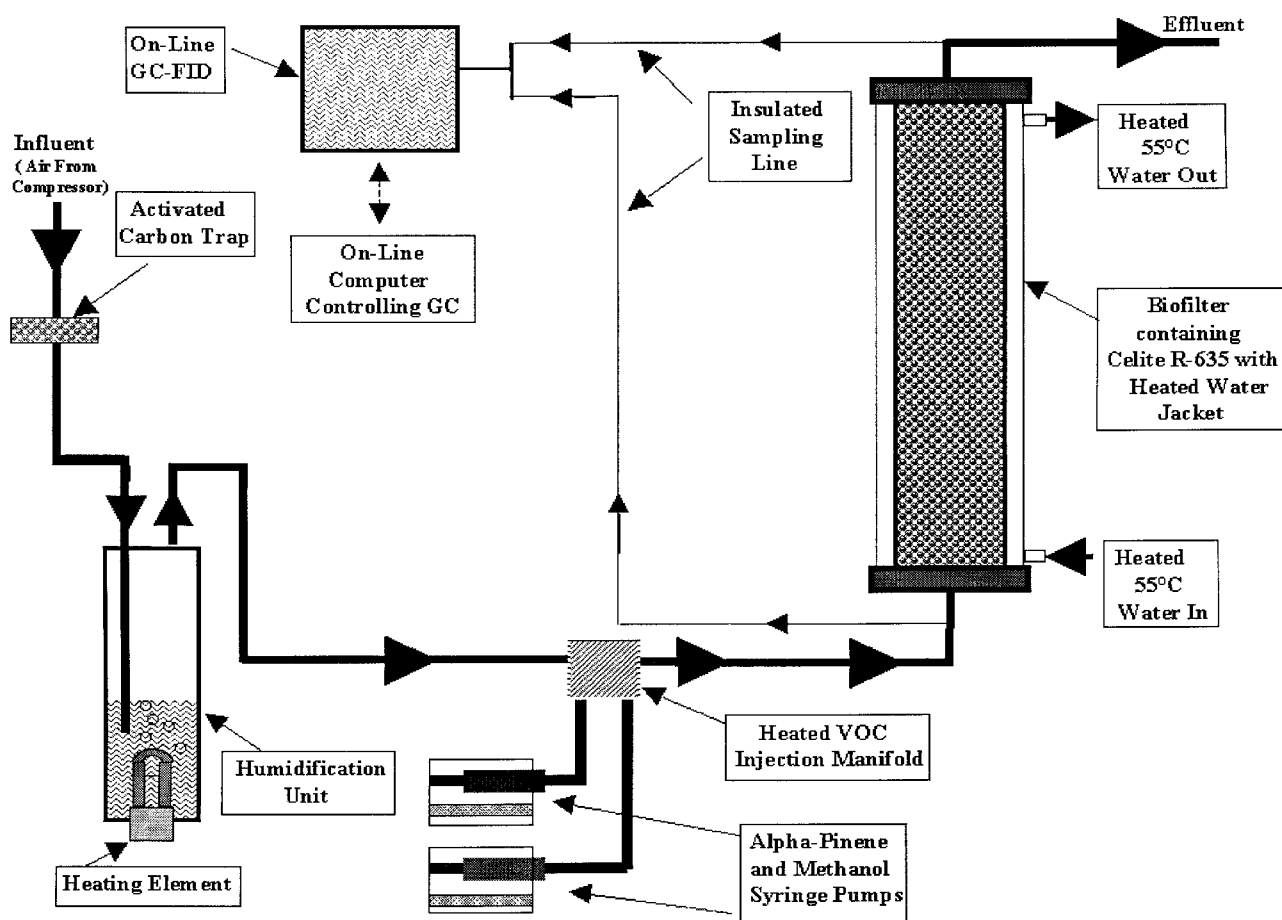 On-Line
GC-FID
Effluent
Insulated
Sampling
Line
Heated
55°C
Water Out
Influent
( Air From
Compressor)
Activated
Carbon Trap
On-Line
Computer
Controlling GC
Biofilter
containing
Celite R-635 with
Heated Water
Jacket
Heated
55°C
Water In
Heated VOC
Injection Manifold
Humidification
Unit
Alpha-Pinene
and Methanol
Syringe Pumps
Heating Element